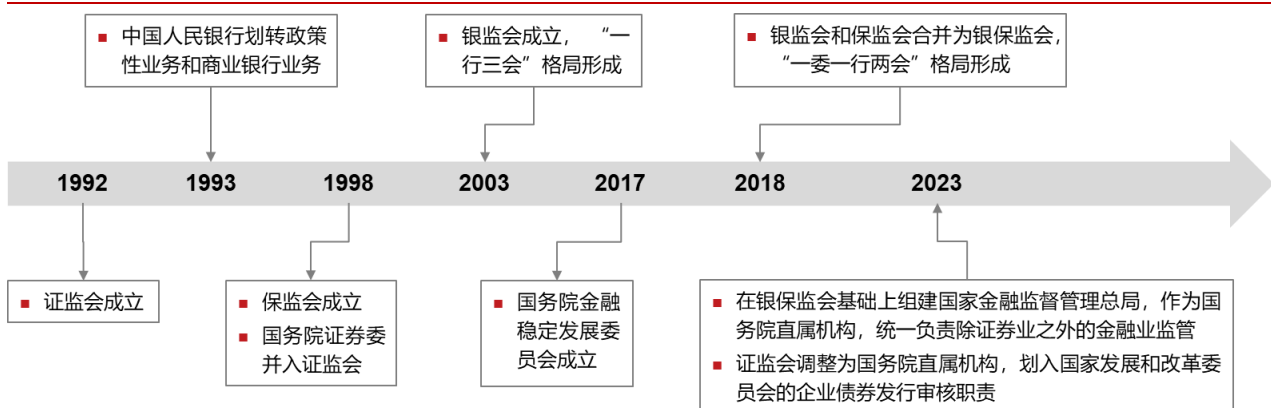 中国人民银行划转政策
性业务和商业银行业务
银监会成立， “一
行三会”格局形成
银监会和保监会合并为银保监会，
“一委一行两会”格局形成
1992 1993 1998 2003 2017 2018 2023
证监会成立
保监会成立
国务院证券委
并入证监会
国务院金融
稳定发展委
员会成立
在银保监会基础上组建国家金融监督管理总局，作为国
务院直属机构，统一负责除证券业之外的金融业监管
证监会调整为国务院直属机构，划入国家发展和改革委
员会的企业债券发行审核职责